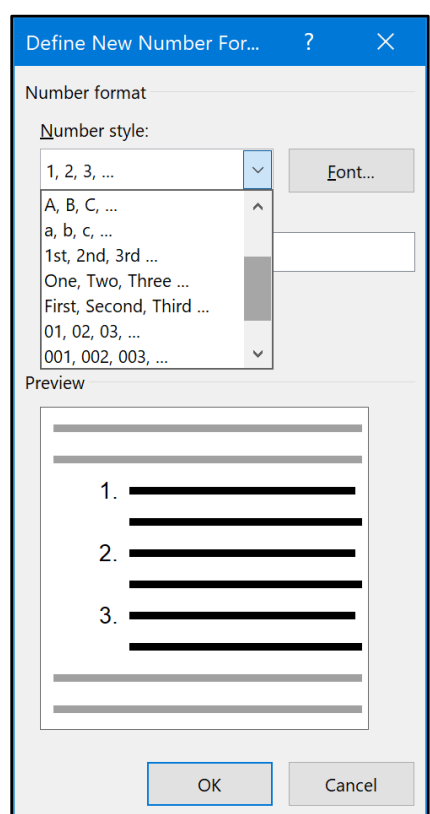 Define New Number For... ?
Number format
Number style:
1, 2, 3, ...
Font...
A, B, C, ...
a, b, c, ...
1st, 2nd, 3rd ...
One, Two, Three ...
First, Second, Third ...
01, 02, 03, ...
001, 002, 003, ...
Preview
1.
2.
3.
OK Cancel